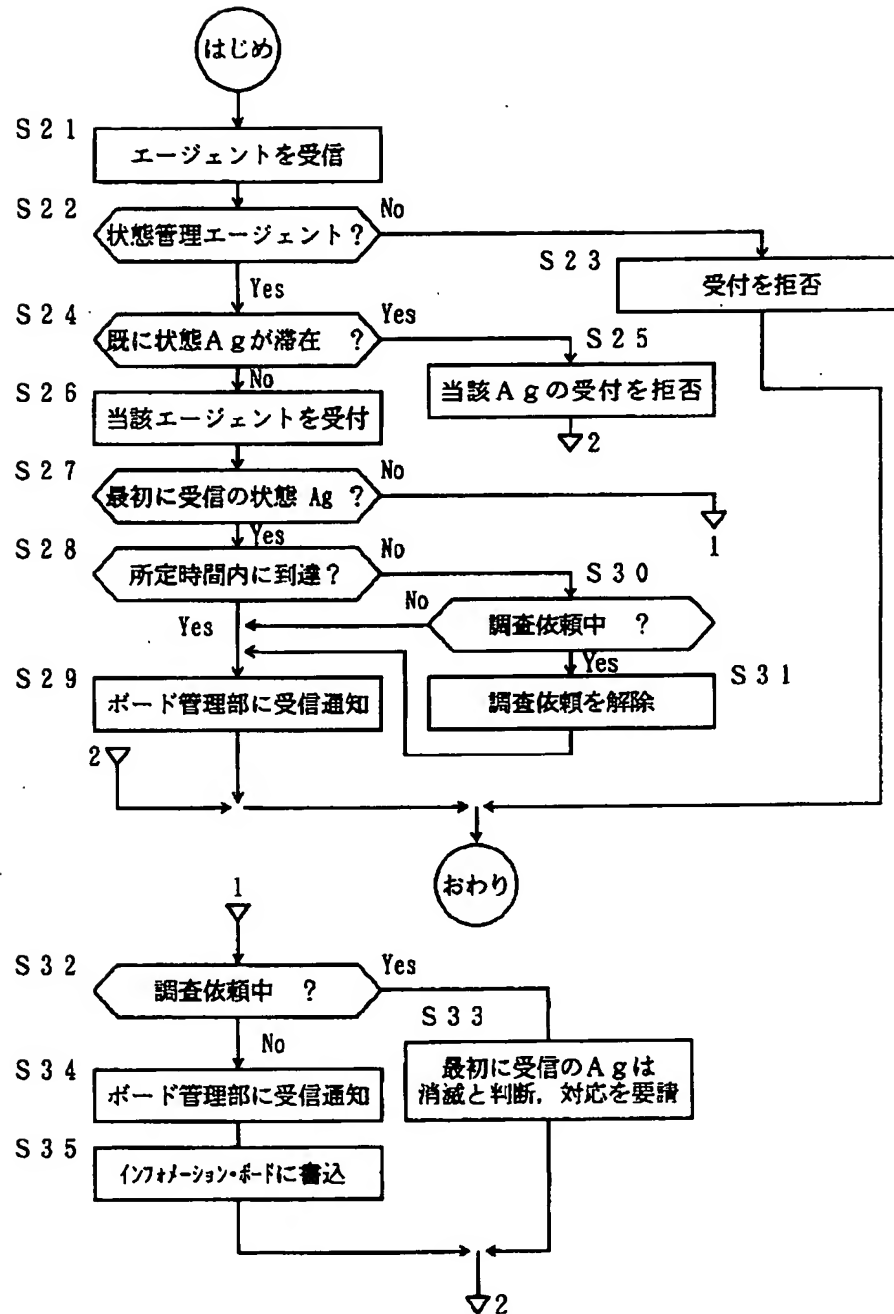 はじめ
S21
エージェントを受信
S22
状態管理エージェント?
No
S23
受付を拒否
Yes
S24
既に状態Agが滞在 ?
Yes
S25
当該Agの受付を拒否
2
No
S26
当該エージェントを受付
S27
最初に受信の状態 Ag ?
No
1
Yes
S28
所定時間内に到達?
No
S30
調査依頼中 ?
No
Yes
Yes
S31
調査依頼を解除
S29
ボード管理部に受信通知
2
おわり
1
S32
調査依頼中 ?
Yes
S33
最初に受信のAgは
消滅と判断, 対応を要請
No
S34
ボード管理部に受信通知
S35
インフォメーション・ボードに書込
2